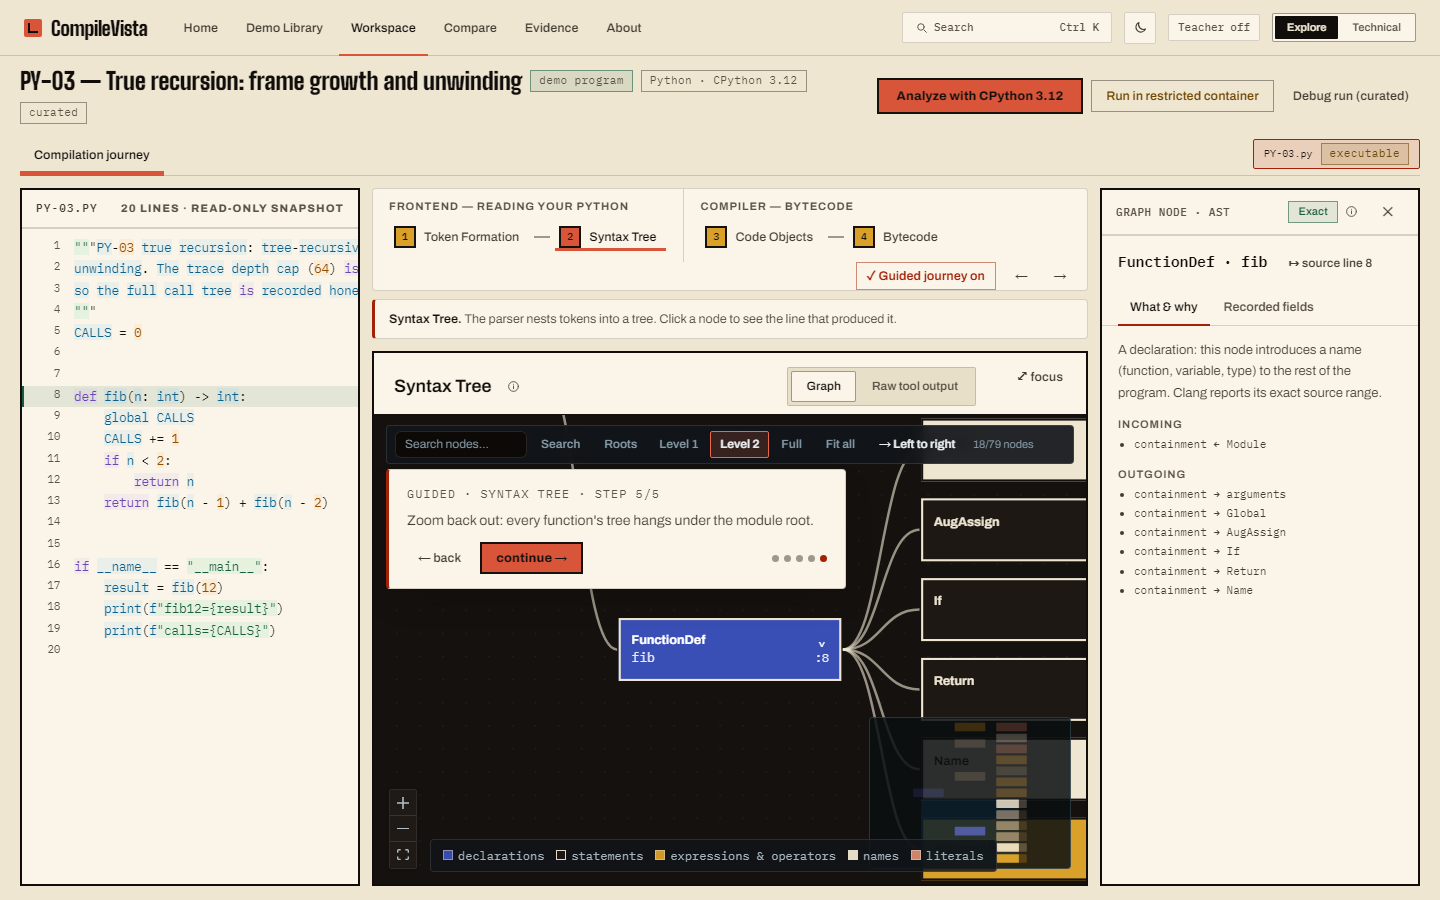 CompileVista
Home
Demo Library
Workspace
Compare
Evidence
About
Search
Ctrl K
Teacher off
Explore
Technical
PY-03 — True recursion: frame growth and unwinding
demo program
Python · CPython 3.12
curated
Analyze with CPython 3.12
Run in restricted container
Debug run (curated)
Compilation journey
PY-03.py
executable
PY-03.PY
20 LINES · READ-ONLY SNAPSHOT
1 """PY-03 true recursion: tree-recursiv
2 unwinding. The trace depth cap (64) is
3 so the full call tree is recorded hone
4 """
5 CALLS = 0
6
7
8 def fib(n: int) -> int:
9 global CALLS
10 CALLS += 1
11 if n < 2:
12 return n
13 return fib(n - 1) + fib(n - 2)
14
15
16 if __name__ == "__main__":
17 result = fib(12)
18 print(f"fib12={result}")
19 print(f"calls={CALLS}")
20
FRONTEND — READING YOUR PYTHON
1 Token Formation
2 Syntax Tree
COMPILER — BYTECODE
3 Code Objects
4 Bytecode
✓ Guided journey on
← →
Syntax Tree. The parser nests tokens into a tree. Click a node to see the line that produced it.
Syntax Tree
Graph
Raw tool output
⤢ focus
Search nodes...
Search
Roots
Level 1
Level 2
Full
Fit all
→ Left to right
18/79 nodes
GUIDED · SYNTAX TREE · STEP 5/5
Zoom back out: every function's tree hangs under the module root.
← back
continue →
AugAssign
If
FunctionDef v
fib :8
Return
Name
declarations
statements
expressions & operators
names
literals
GRAPH NODE · AST
Exact
FunctionDef · fib
↦ source line 8
What & why
Recorded fields
A declaration: this node introduces a name
(function, variable, type) to the rest of the
program. Clang reports its exact source range.
INCOMING
• containment ← Module
OUTGOING
• containment → arguments
• containment → Global
• containment → AugAssign
• containment → If
• containment → Return
• containment → Name